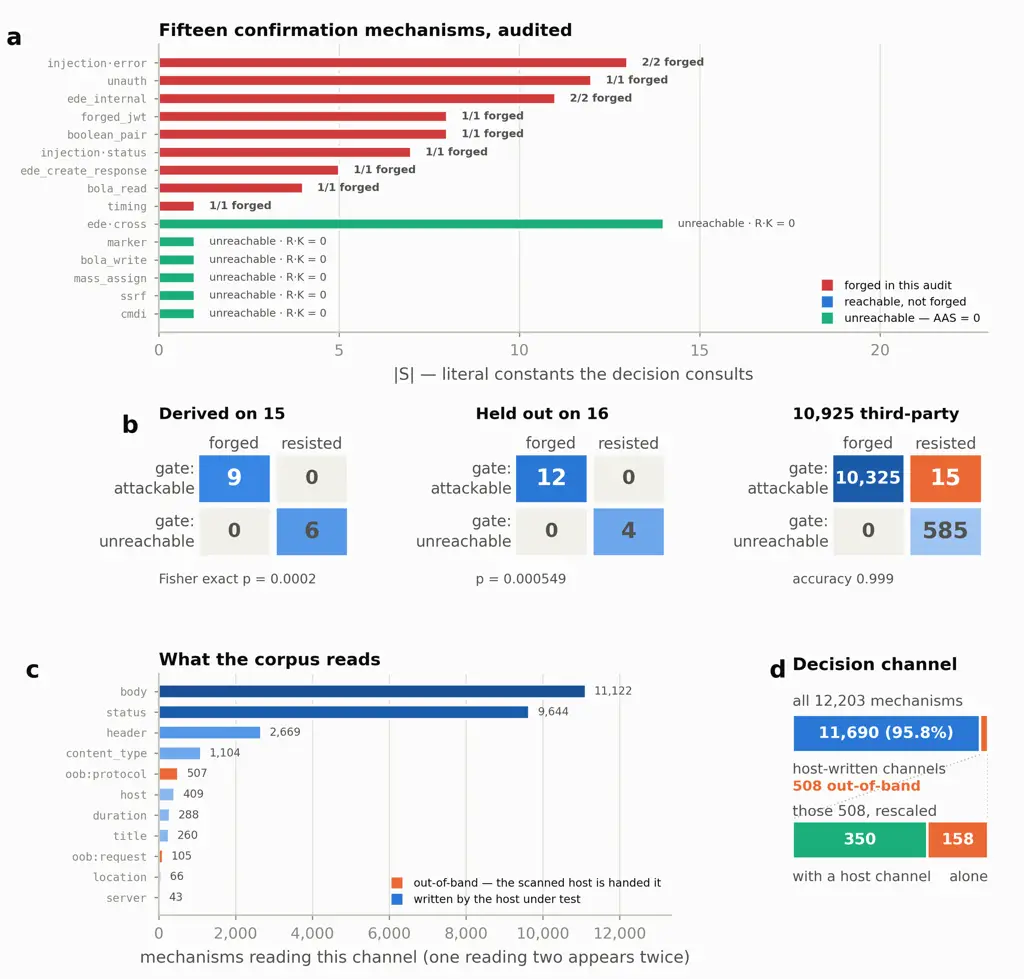 a
Fifteen confirmation mechanisms, audited
injection·error
2/2 forged
unauth
1/1 forged
ede_internal
2/2 forged
forged_jwt
1/1 forged
boolean_pair
1/1 forged
injection·status
1/1 forged
ede_create_response
1/1 forged
bola_read
1/1 forged
timing
1/1 forged
ede·cross
unreachable · R·K = 0
marker
unreachable · R·K = 0
bola_write
unreachable · R·K = 0
mass_assign
unreachable · R·K = 0
ssrf
unreachable · R·K = 0
cmdi
unreachable · R·K = 0
forged in this audit
reachable, not forged
unreachable — AAS = 0
0 5 10 15 20
|S| — literal constants the decision consults
b
Derived on 15
forged resisted
gate:
attackable
9 0
gate:
unreachable
0 6
Fisher exact p = 0.0002
Held out on 16
forged resisted
gate:
attackable
12 0
gate:
unreachable
0 4
p = 0.000549
10,925 third-party
forged resisted
gate:
attackable
10,325 15
gate:
unreachable
0 585
accuracy 0.999
c
What the corpus reads
body
11,122
status
9,644
header
2,669
content_type
1,104
oob:protocol
507
host
409
duration
288
title
260
oob:request
105
location
66
server
43
out-of-band — the scanned host is handed it
written by the host under test
0 2,000 4,000 6,000 8,000 10,000 12,000
mechanisms reading this channel (one reading two appears twice)
d
Decision channel
all 12,203 mechanisms
11,690 (95.8%)
host-written channels
508 out-of-band
those 508, rescaled
350 158
with a host channel alone